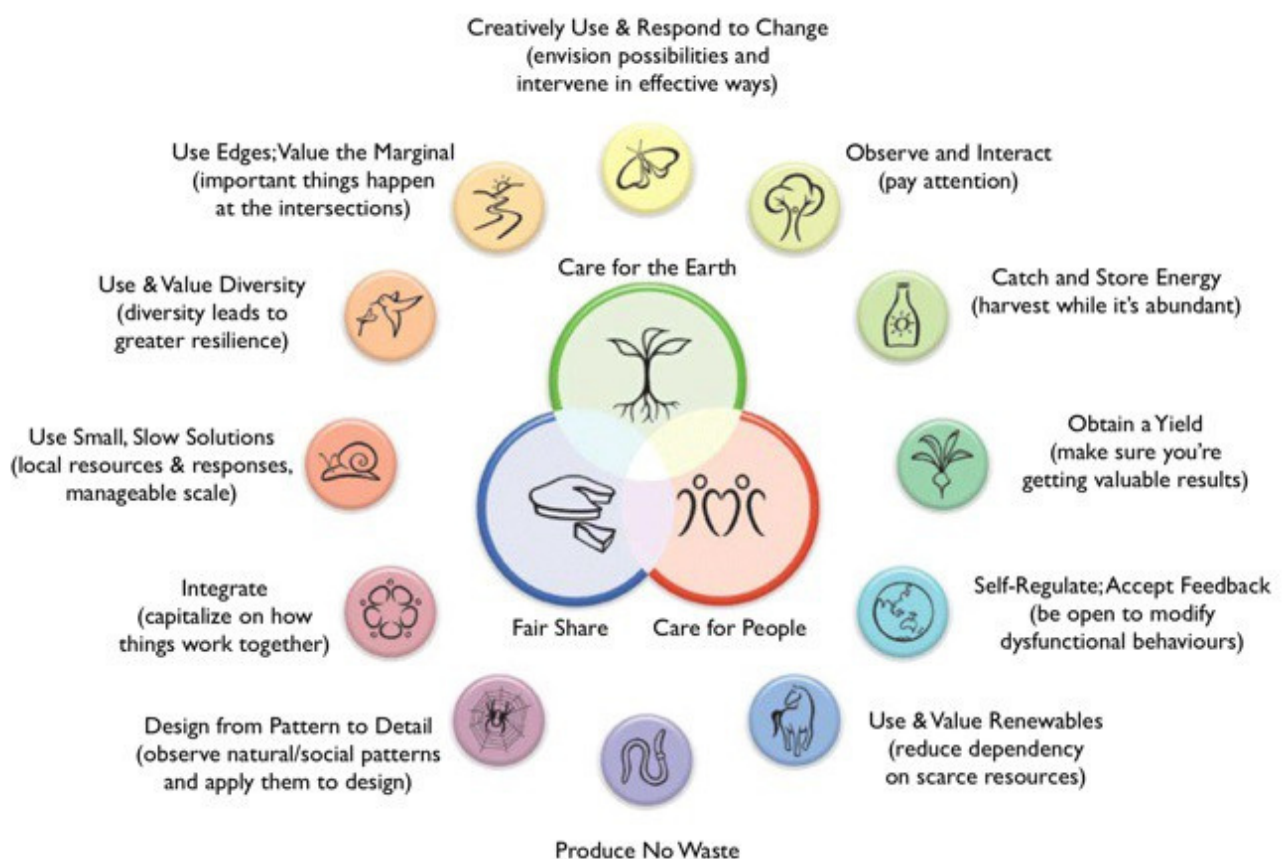 Creatively Use & Respond to Change
(envision possibilities and
intervene in effective ways)
Observe and Interact
(pay attention)
Catch and Store Energy
(harvest while it's abundant)
Obtain a Yield
(make sure you're
getting valuable results)
Self-Regulate; Accept Feedback
(be open to modify
dysfunctional behaviours)
Use & Value Renewables
(reduce dependency
on scarce resources)
Produce No Waste
Design from Pattern to Detail
(observe natural/social patterns
and apply them to design)
Integrate
(capitalize on how
things work together)
Use Small, Slow Solutions
(local resources & responses,
manageable scale)
Use & Value Diversity
(diversity leads to
greater resilience)
Use Edges; Value the Marginal
(important things happen
at the intersections)
Care for the Earth
Fair Share
Care for People